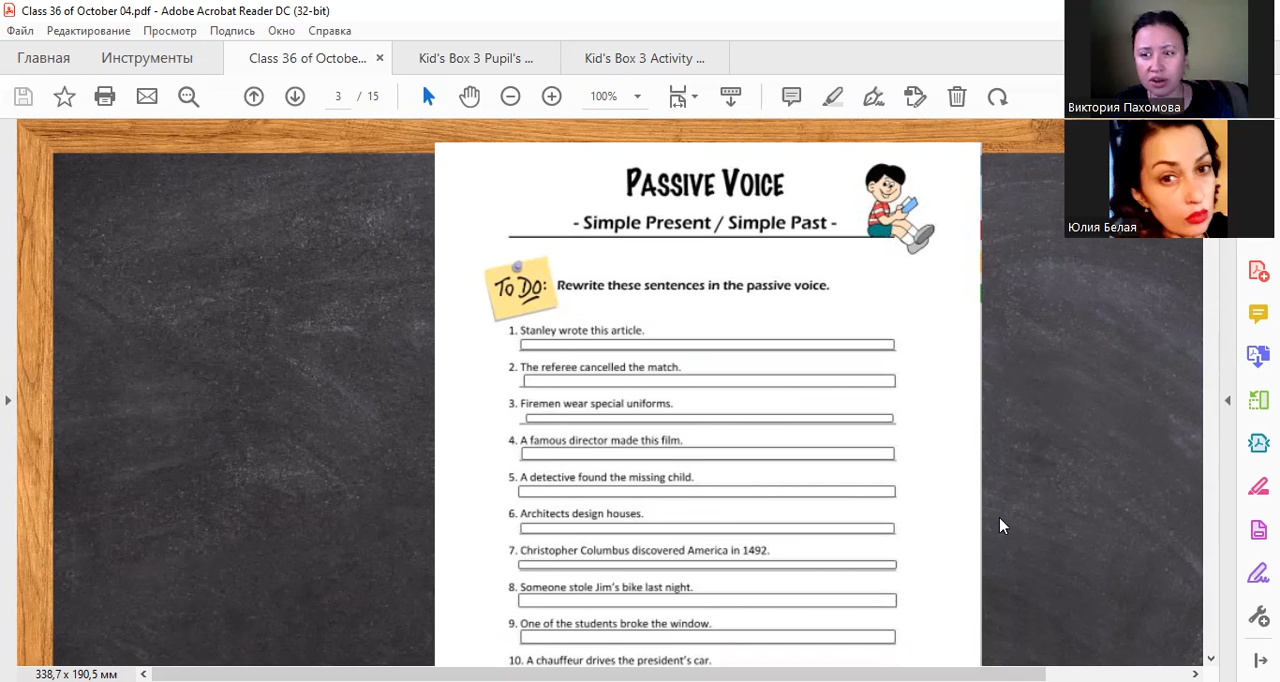 Class 36 of October 04.pdf - Adobe Acrobat Reader DC (32-bit)
Файл Редактирование Просмотр Подпись Окно Справка
Главная Инструменты Class 36 of Octobe... × Kid's Box 3 Pupil's ... Kid's Box 3 Activity ...
3 / 15 100%
Виктория Пахомова
Юлия Белая
PASSIVE VOICE
- Simple Present / Simple Past -
TO DO: Rewrite these sentences in the passive voice.
1. Stanley wrote this article.
2. The referee cancelled the match.
3. Firemen wear special uniforms.
4. A famous director made this film.
5. A detective found the missing child.
6. Architects design houses.
7. Christopher Columbus discovered America in 1492.
8. Someone stole Jim's bike last night.
9. One of the students broke the window.
10. A chauffeur drives the president's car.
338,7 x 190,5 мм